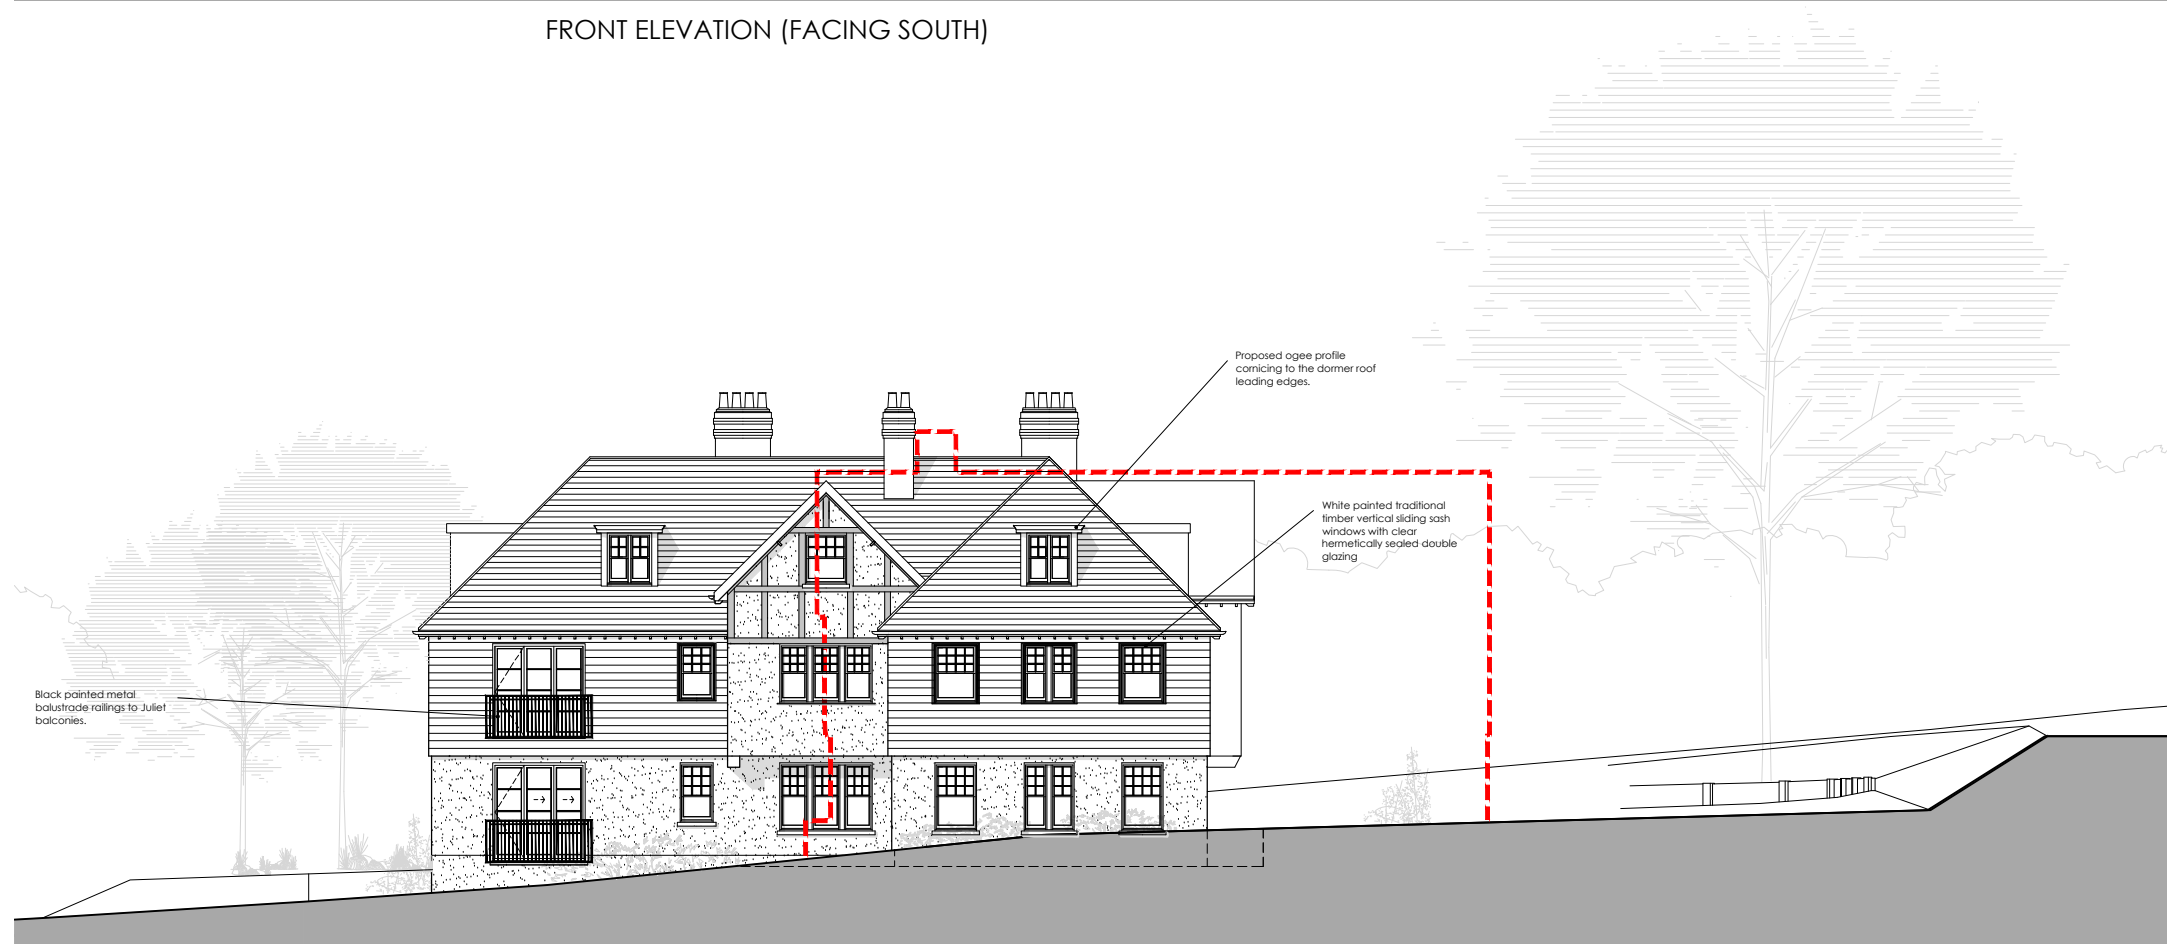 FRONT ELEVATION (FACING SOUTH)
Proposed ogee profile
cornicing to the dormer roof
leading edges.
White painted traditional
timber vertical sliding sash
windows with clear
hermetically sealed double
glazing
Black painted metal
balustrade railings to Juliet
balconies.